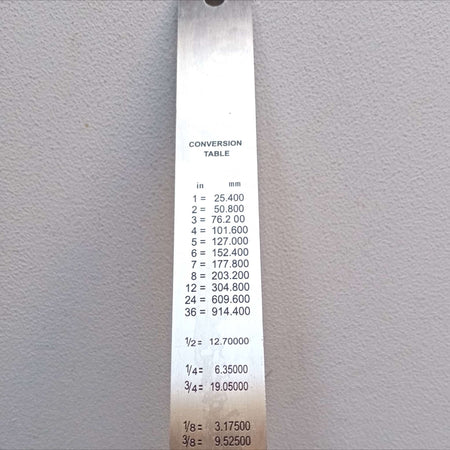 CONVERSION
TABLE
in mm
1 = 25.400
2 = 50.800
3 = 76.2 00
4 = 101.600
5 = 127.000
6 = 152.400
7 = 177.800
8 = 203.200
12 = 304.800
24 = 609.600
36 = 914.400
1/2 = 12.70000
1/4 = 6.35000
3/4 = 19.05000
1/8 = 3.17500
3/8 = 9.52500